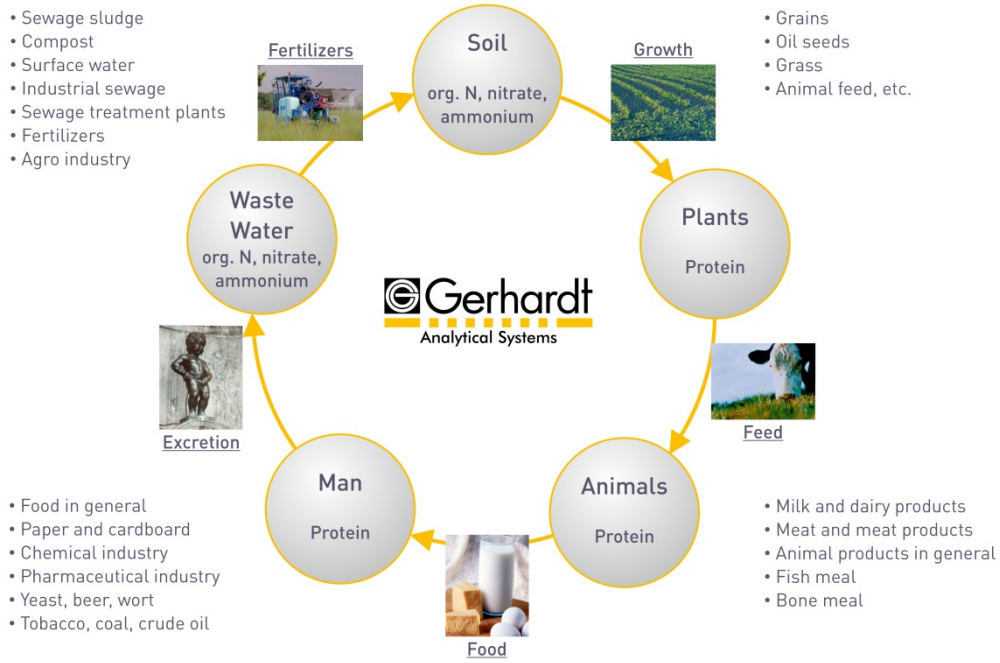 • Sewage sludge
• Compost
• Surface water
• Industrial sewage
• Sewage treatment plants
• Fertilizers
• Agro industry
Fertilizers
Soil
org. N, nitrate,
ammonium
Growth
• Grains
• Oil seeds
• Grass
• Animal feed, etc.
Waste
Water
org. N, nitrate,
ammonium
Plants
Protein
G Gerhardt
Analytical Systems
Excretion
Feed
Man
Protein
Animals
Protein
Food
• Food in general
• Paper and cardboard
• Chemical industry
• Pharmaceutical industry
• Yeast, beer, wort
• Tobacco, coal, crude oil
• Milk and dairy products
• Meat and meat products
• Animal products in general
• Fish meal
• Bone meal